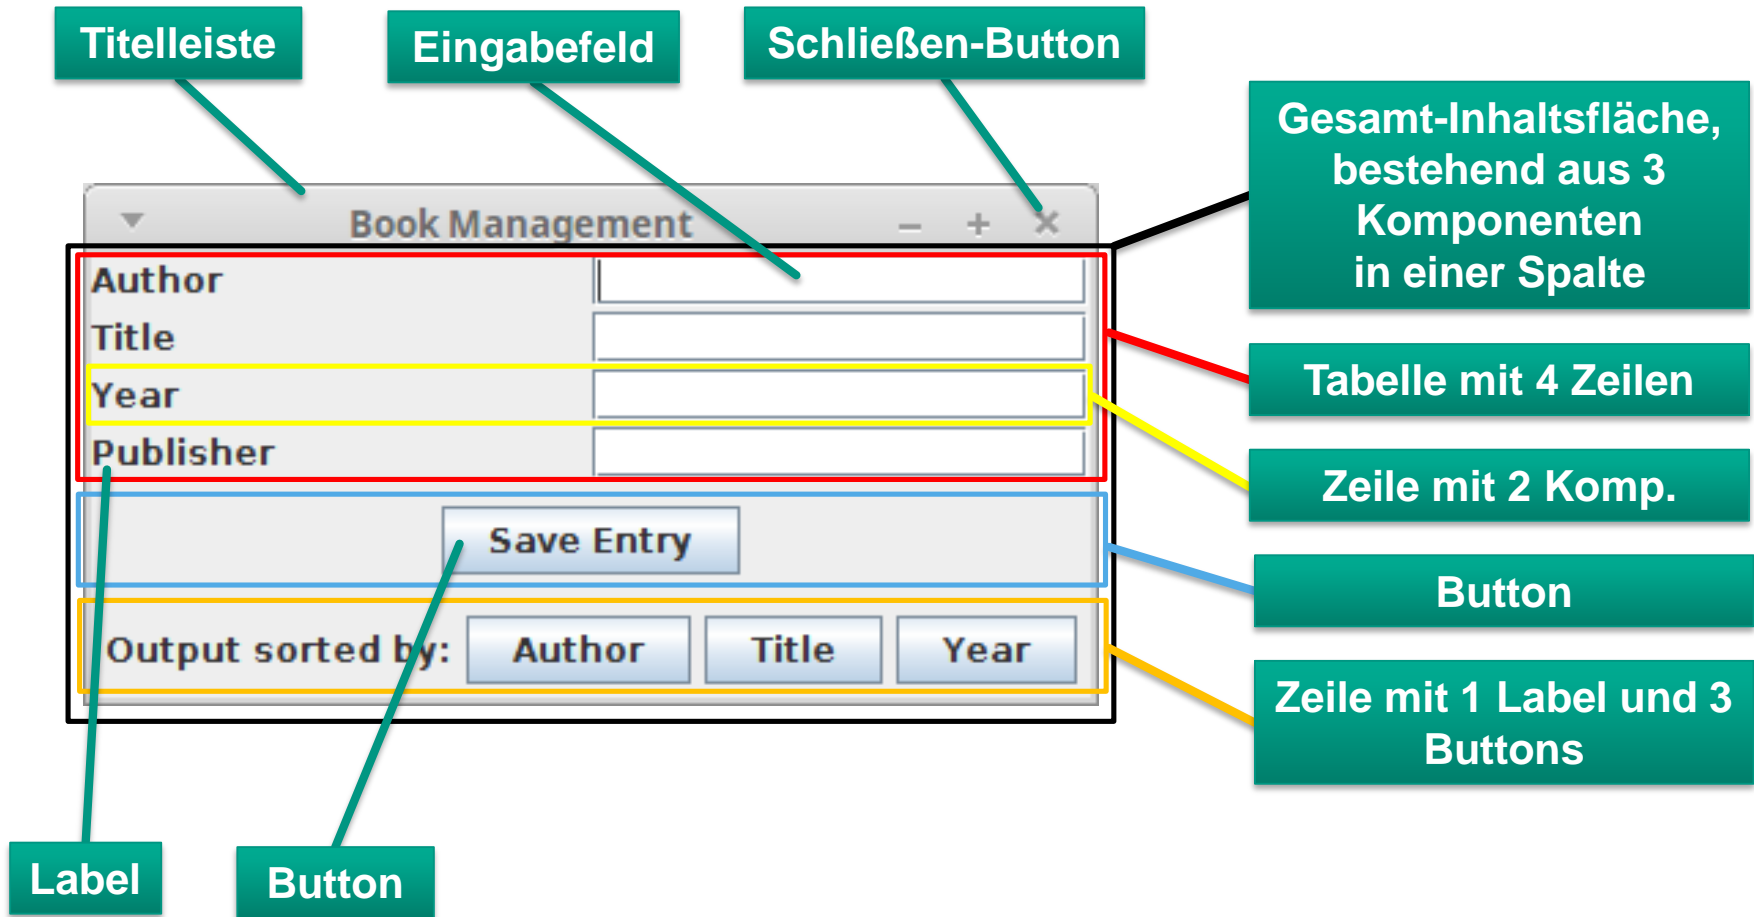 Titelleiste
Eingabefeld
Schließen-Button
Gesamt-Inhaltsfläche,
bestehend aus 3
Komponenten
in einer Spalte
Book Management
Author
Title
Tabelle mit 4 Zeilen
Year
Publisher
Zeile mit 2 Komp.
Save Entry
Button
Output sorted by:
Author
Title
Year
Zeile mit 1 Label und 3
Buttons
Label
Button